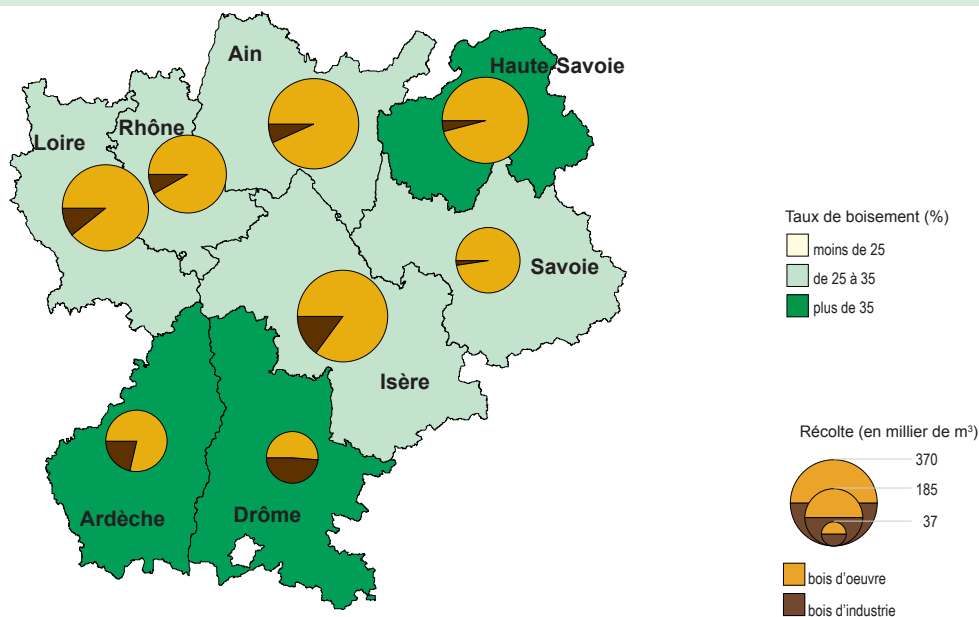 Ain
Haute-Savoie
Rhône
Loire
Savoie
Isère
Ardèche
Drôme
Taux de boisement (%)
moins de 25
de 25 à 35
plus de 35
Récolte (en millier de m³)
370
185
37
bois d'oeuvre
bois d'industrie